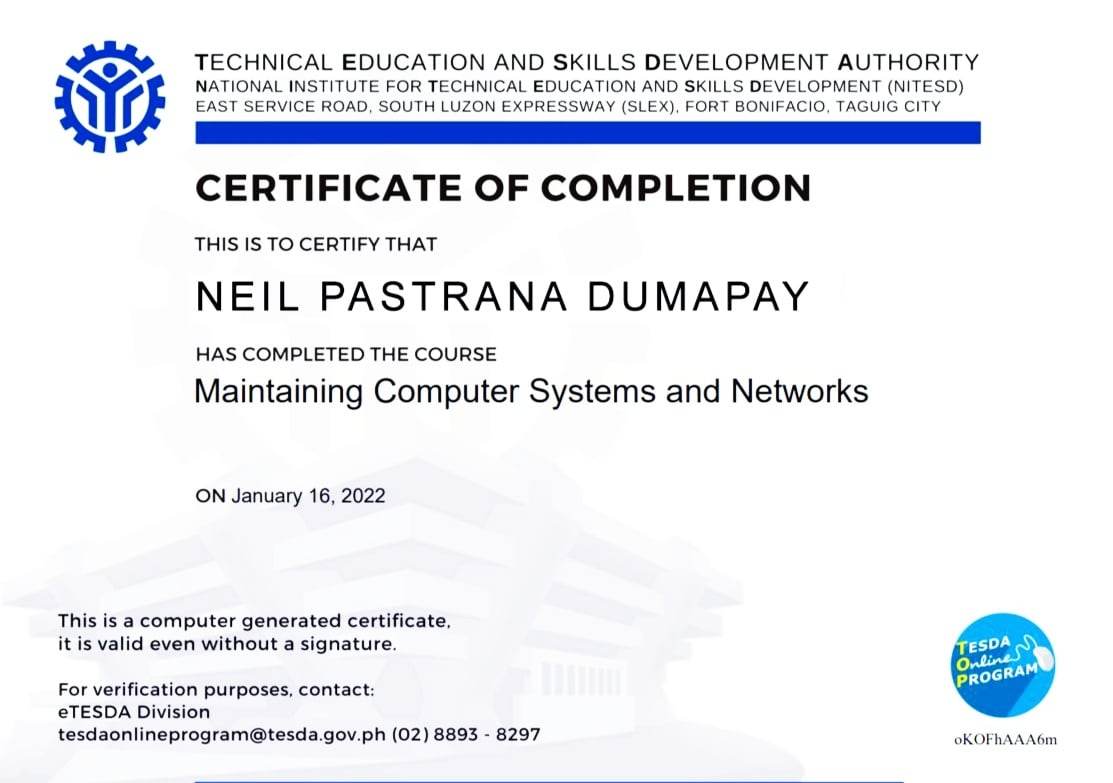 TECHNICAL EDUCATION AND SKILLS DEVELOPMENT AUTHORITY
NATIONAL INSTITUTE FOR TECHNICAL EDUCATION AND SKILLS DEVELOPMENT (NITESD)
EAST SERVICE ROAD, SOUTH LUZON EXPRESSWAY (SLEX), FORT BONIFACIO, TAGUIG CITY
CERTIFICATE OF COMPLETION
THIS IS TO CERTIFY THAT
NEIL PASTRANA DUMAPAY
HAS COMPLETED THE COURSE
Maintaining Computer Systems and Networks
ON January 16, 2022
This is a computer generated certificate,
it is valid even without a signature.
For verification purposes, contact:
eTESDA Division
tesdaonlineprogram@tesda.gov.ph (02) 8893 - 8297
TESDA
Online
PROGRAM
oKOFhAAA6m